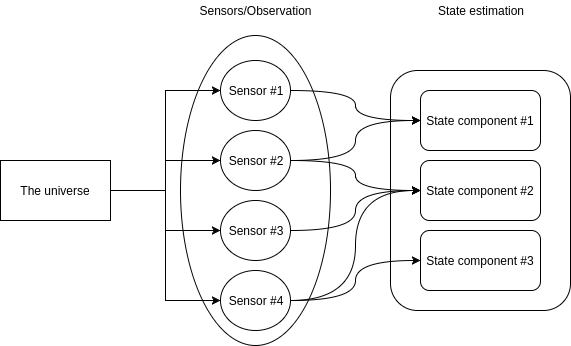 Sensors/Observation
State estimation
The universe
Sensor #1
Sensor #2
Sensor #3
Sensor #4
State component #1
State component #2
State component #3